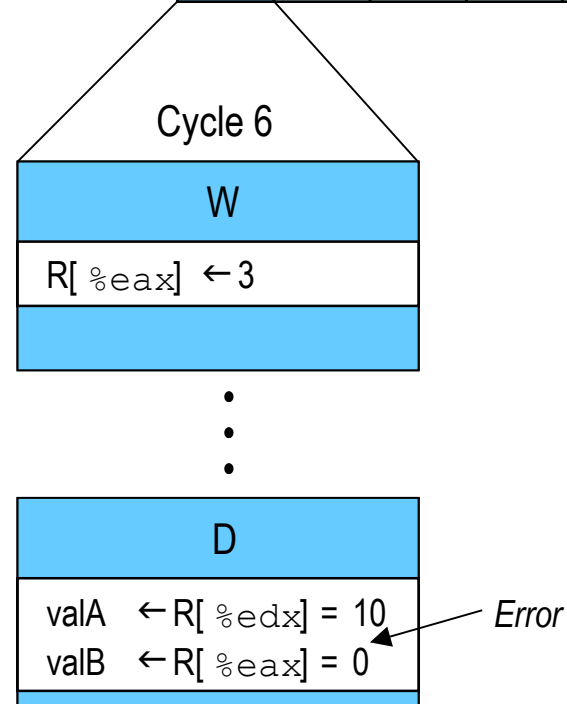 Cycle 6
W
R[ %eax] ←3
•
•
•
D
valA ←R[ %edx] = 10
valB ←R[ %eax] = 0
Error